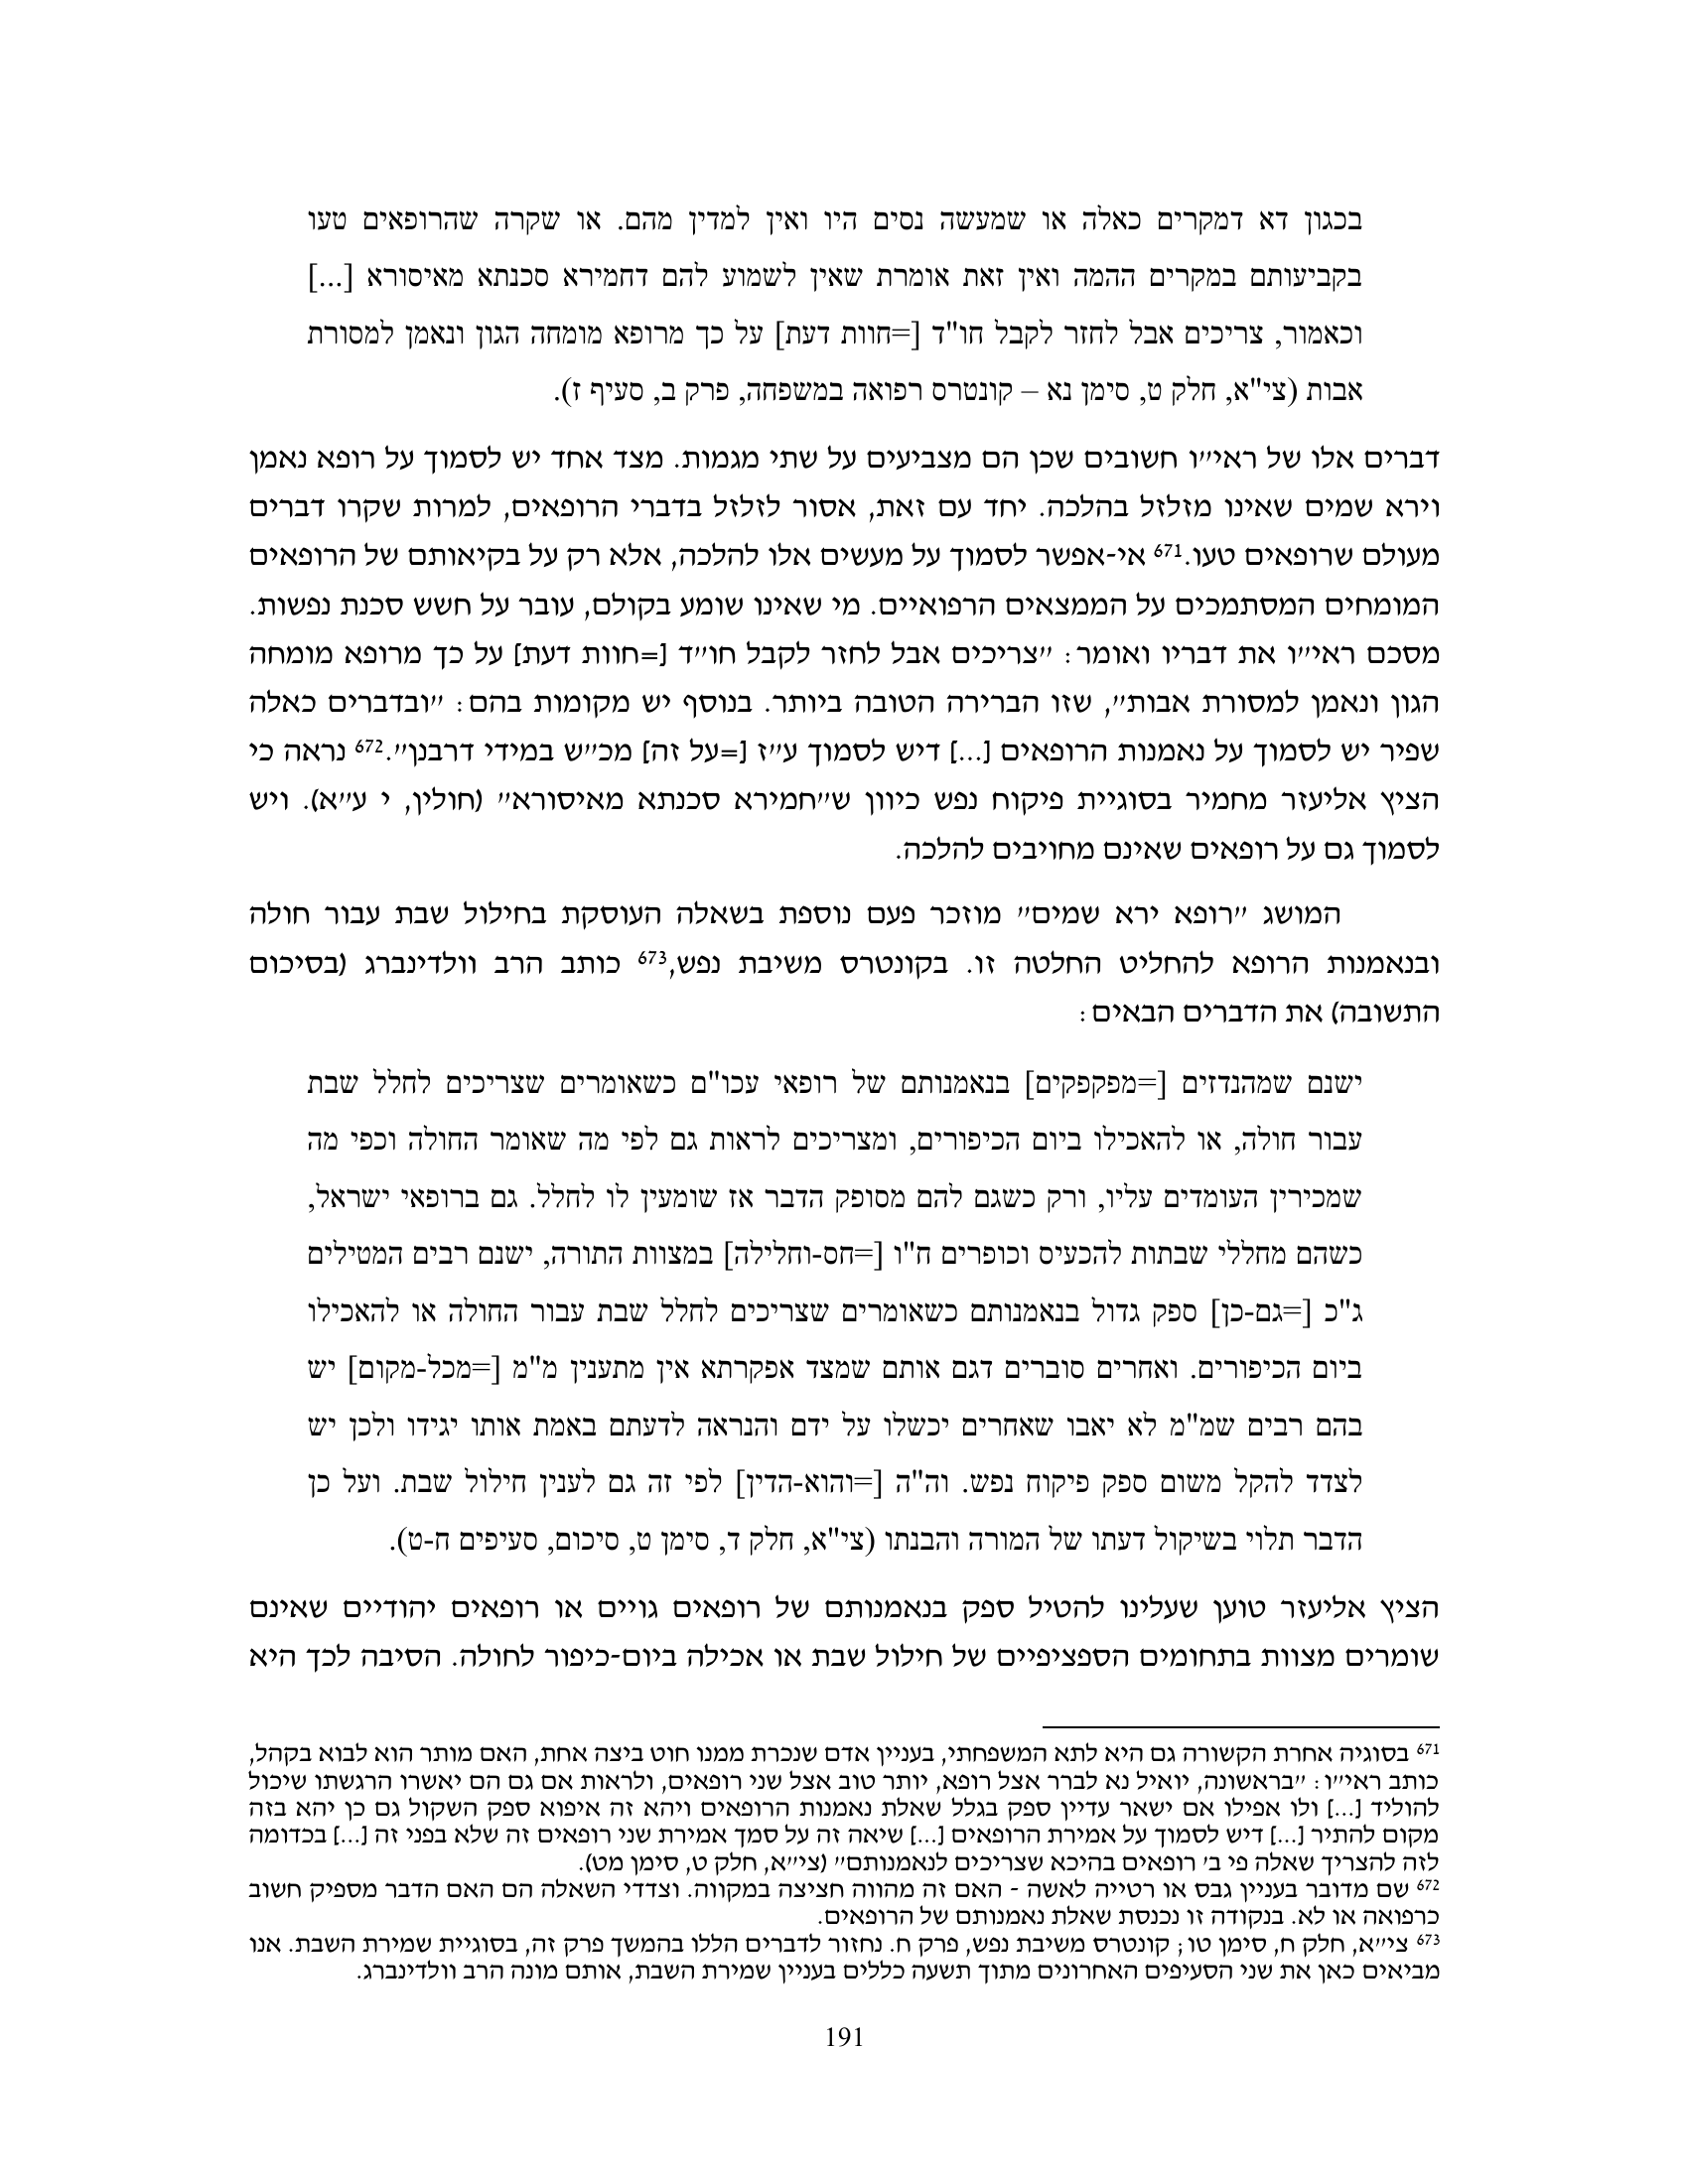 בכגון דא דמקרים כאלה או שמעשה נסים היו ואין למדין מהם. או שקרה שהרופאים טעו
בקביעותם במקרים ההמה ואין זאת אומרת שאין לשמוע להם דחמירא סכנתא מאיסורא [...]
וכאמור, צריכים אבל לחזר לקבל חו"ד [=חוות דעת] על כך מרופא מומחה הגון ונאמן למסורת
אבות (צי"א, חלק ט, סימן נא – קונטרס רפואה במשפחה, פרק ב, סעיף ז).
דברים אלו של ראי״ו חשובים שכן הם מצביעים על שתי מגמות. מצד אחד יש לסמוך על רופא נאמן
וירא שמים שאינו מזלזל בהלכה. יחד עם זאת, אסור לזלזל בדברי הרופאים, למרות שקרו דברים
מעולם שרופאים טעו.671 אי-אפשר לסמוך על מעשים אלו להלכה, אלא רק על בקיאותם של הרופאים
המומחים המסתמכים על הממצאים הרפואיים. מי שאינו שומע בקולם, עובר על חשש סכנת נפשות.
מסכם ראי״ו את דבריו ואומר: ״צריכים אבל לחזר לקבל חו״ד [=חוות דעת] על כך מרופא מומחה
הגון ונאמן למסורת אבות״, שזו הברירה הטובה ביותר. בנוסף יש מקומות בהם: ״ובדברים כאלה
שפיר יש לסמוך על נאמנות הרופאים [...] דיש לסמוך ע״ז [=על זה] מכ״ש במידי דרבנן״.672 נראה כי
הציץ אליעזר מחמיר בסוגיית פיקוח נפש כיוון ש״חמירא סכנתא מאיסורא״ (חולין, י ע״א). ויש
לסמוך גם על רופאים שאינם מחויבים להלכה.
המושג ״רופא ירא שמים״ מוזכר פעם נוספת בשאלה העוסקת בחילול שבת עבור חולה
ובנאמנות הרופא להחליט החלטה זו. בקונטרס משיבת נפש,673 כותב הרב וולדינברג (בסיכום
התשובה) את הדברים הבאים:
ישנם שמהנדזים [=מפקפקים] בנאמנותם של רופאי עכו"ם כשאומרים שצריכים לחלל שבת
עבור חולה, או להאכילו ביום הכיפורים, ומצריכים לראות גם לפי מה שאומר החולה וכפי מה
שמכירין העומדים עליו, ורק כשגם להם מסופק הדבר אז שומעין לו לחלל. גם ברופאי ישראל,
כשהם מחללי שבתות להכעיס וכופרים ח"ו [=חס-וחלילה] במצוות התורה, ישנם רבים המטילים
ג"כ [=גם-כן] ספק גדול בנאמנותם כשאומרים שצריכים לחלל שבת עבור החולה או להאכילו
ביום הכיפורים. ואחרים סוברים דגם אותם שמצד אפקרתא אין מתענין מ"מ [=מכל-מקום] יש
בהם רבים שמ"מ לא יאבו שאחרים יכשלו על ידם והנראה לדעתם באמת אותו יגידו ולכן יש
לצדד להקל משום ספק פיקוח נפש. וה"ה [=והוא-הדין] לפי זה גם לענין חילול שבת. ועל כן
הדבר תלוי בשיקול דעתו של המורה והבנתו (צי"א, חלק ד, סימן ט, סיכום, סעיפים ח-ט).
הציץ אליעזר טוען שעלינו להטיל ספק בנאמנותם של רופאים גויים או רופאים יהודיים שאינם
שומרים מצוות בתחומים הספציפיים של חילול שבת או אכילה ביום-כיפור לחולה. הסיבה לכך היא
671 בסוגיה אחרת הקשורה גם היא לתא המשפחתי, בעניין אדם שנכרת ממנו חוט ביצה אחת, האם מותר הוא לבוא בקהל,
כותב ראי״ו: ״בראשונה, יואיל נא לברר אצל רופא, יותר טוב אצל שני רופאים, ולראות אם גם הם יאשרו הרגשתו שיכול
להוליד [...] ולו אפילו אם ישאר עדיין ספק בגלל שאלת נאמנות הרופאים ויהא זה איפוא ספק השקול גם כן יהא בזה
מקום להתיר [...] דיש לסמוך על אמירת הרופאים [...] שיאה זה על סמך אמירת שני רופאים זה שלא בפני זה [...] בכדומה
לזה להצריך שאלה פי ב׳ רופאים בהיכא שצריכים לנאמנותם״ (צי״א, חלק ט, סימן מט).
672 שם מדובר בעניין גבס או רטייה לאשה - האם זה מהווה חציצה במקווה. וצדדי השאלה הם האם הדבר מספיק חשוב
כרפואה או לא. בנקודה זו נכנסת שאלת נאמנותם של הרופאים.
673 צי״א, חלק ח, סימן טו; קונטרס משיבת נפש, פרק ח. נחזור לדברים הללו בהמשך פרק זה, בסוגיית שמירת השבת. אנו
מביאים כאן את שני הסעיפים האחרונים מתוך תשעה כללים בעניין שמירת השבת, אותם מונה הרב וולדינברג.
191